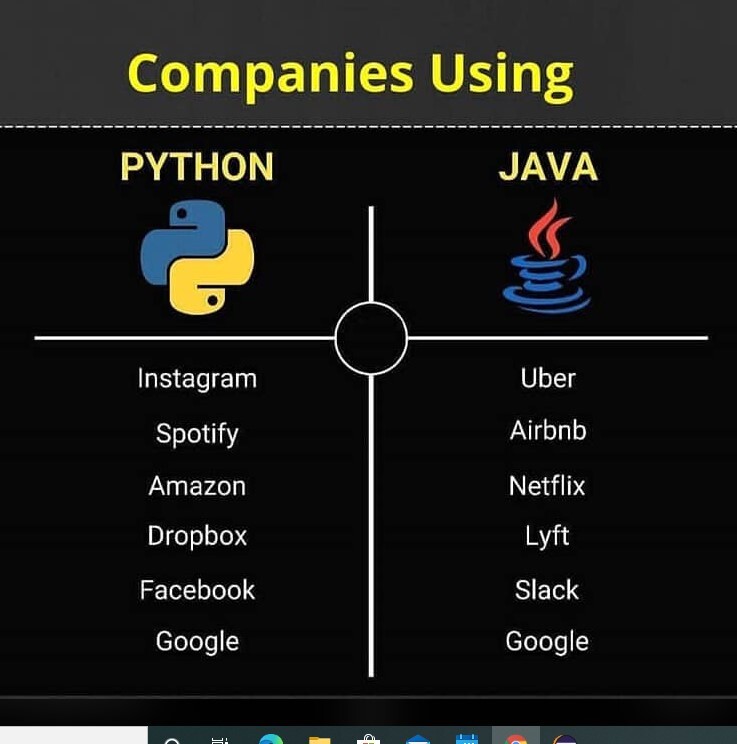 Companies Using
PYTHON
JAVA
Instagram
Uber
Spotify
Airbnb
Amazon
Netflix
Dropbox
Lyft
Facebook
Slack
Google
Google